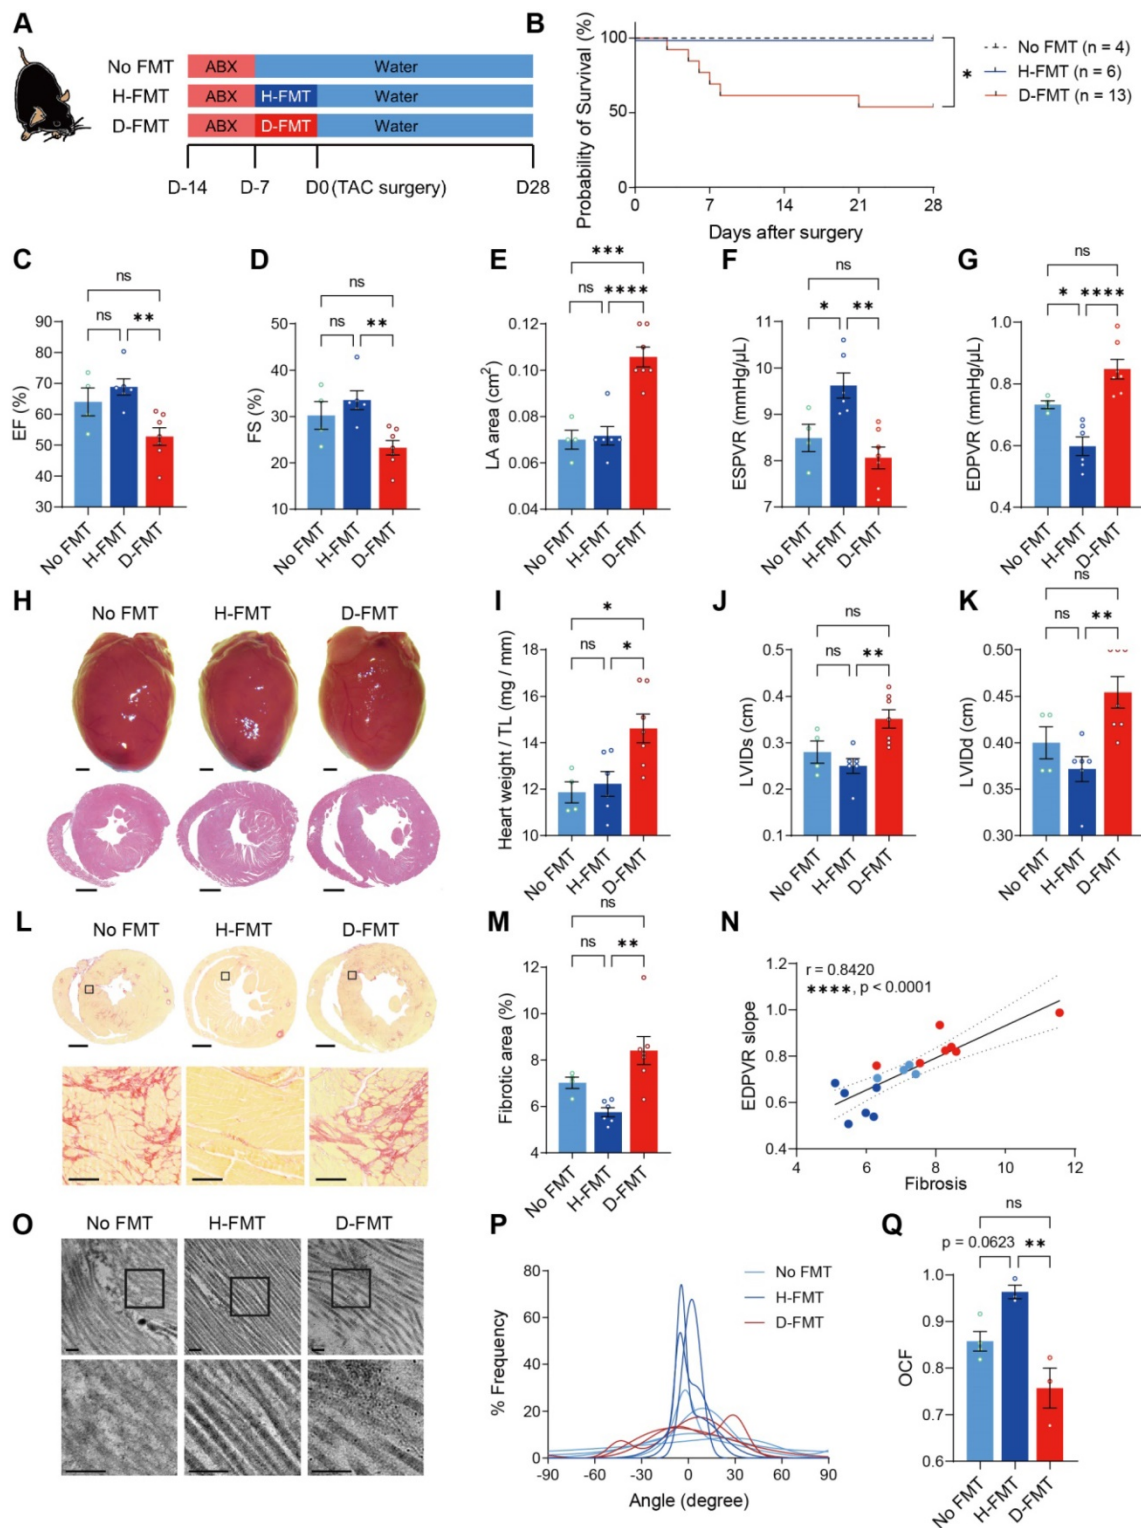 A
No FMT ABX Water
H-FMT ABX H-FMT Water
D-FMT ABX D-FMT Water
D-14 D-7 D0 (TAC surgery) D28
B
Probability of Survival (%)
100
50
0
0 7 14 21 28
Days after surgery
*
No FMT (n = 4)
H-FMT (n = 6)
D-FMT (n = 13)
C
ns
ns **
EF (%)
90
80
70
60
50
40
30
No FMT H-FMT D-FMT
D
ns
ns **
FS (%)
50
40
30
20
10
No FMT H-FMT D-FMT
E
***
ns ****
LA area (cm²)
0.12
0.10
0.08
0.06
0.04
No FMT H-FMT D-FMT
F
ns
* **
ESPVR (mmHg/μL)
11
10
9
8
7
No FMT H-FMT D-FMT
G
ns
* ****
EDPVR (mmHg/μL)
1.0
0.8
0.6
0.4
No FMT H-FMT D-FMT
H
No FMT H-FMT D-FMT
I
*
ns *
Heart weight / TL (mg / mm)
18
16
14
12
10
No FMT H-FMT D-FMT
J
ns
ns **
LVIDs (cm)
0.5
0.4
0.3
0.2
0.1
No FMT H-FMT D-FMT
K
ns
ns **
LVIDd (cm)
0.50
0.45
0.40
0.35
0.30
No FMT H-FMT D-FMT
L
No FMT H-FMT D-FMT
M
ns
ns **
Fibrotic area (%)
12
10
8
6
4
No FMT H-FMT D-FMT
N
r = 0.8420
****, p < 0.0001
EDPVR slope
1.2
1.0
0.8
0.6
0.4
4 6 8 10 12
Fibrosis
O
No FMT H-FMT D-FMT
P
% Frequency
80
60
40
20
0
-90 -60 -30 0 30 60 90
Angle (degree)
No FMT
H-FMT
D-FMT
Q
ns
p = 0.0623 **
OCF
1.0
0.9
0.8
0.7
0.6
No FMT H-FMT D-FMT